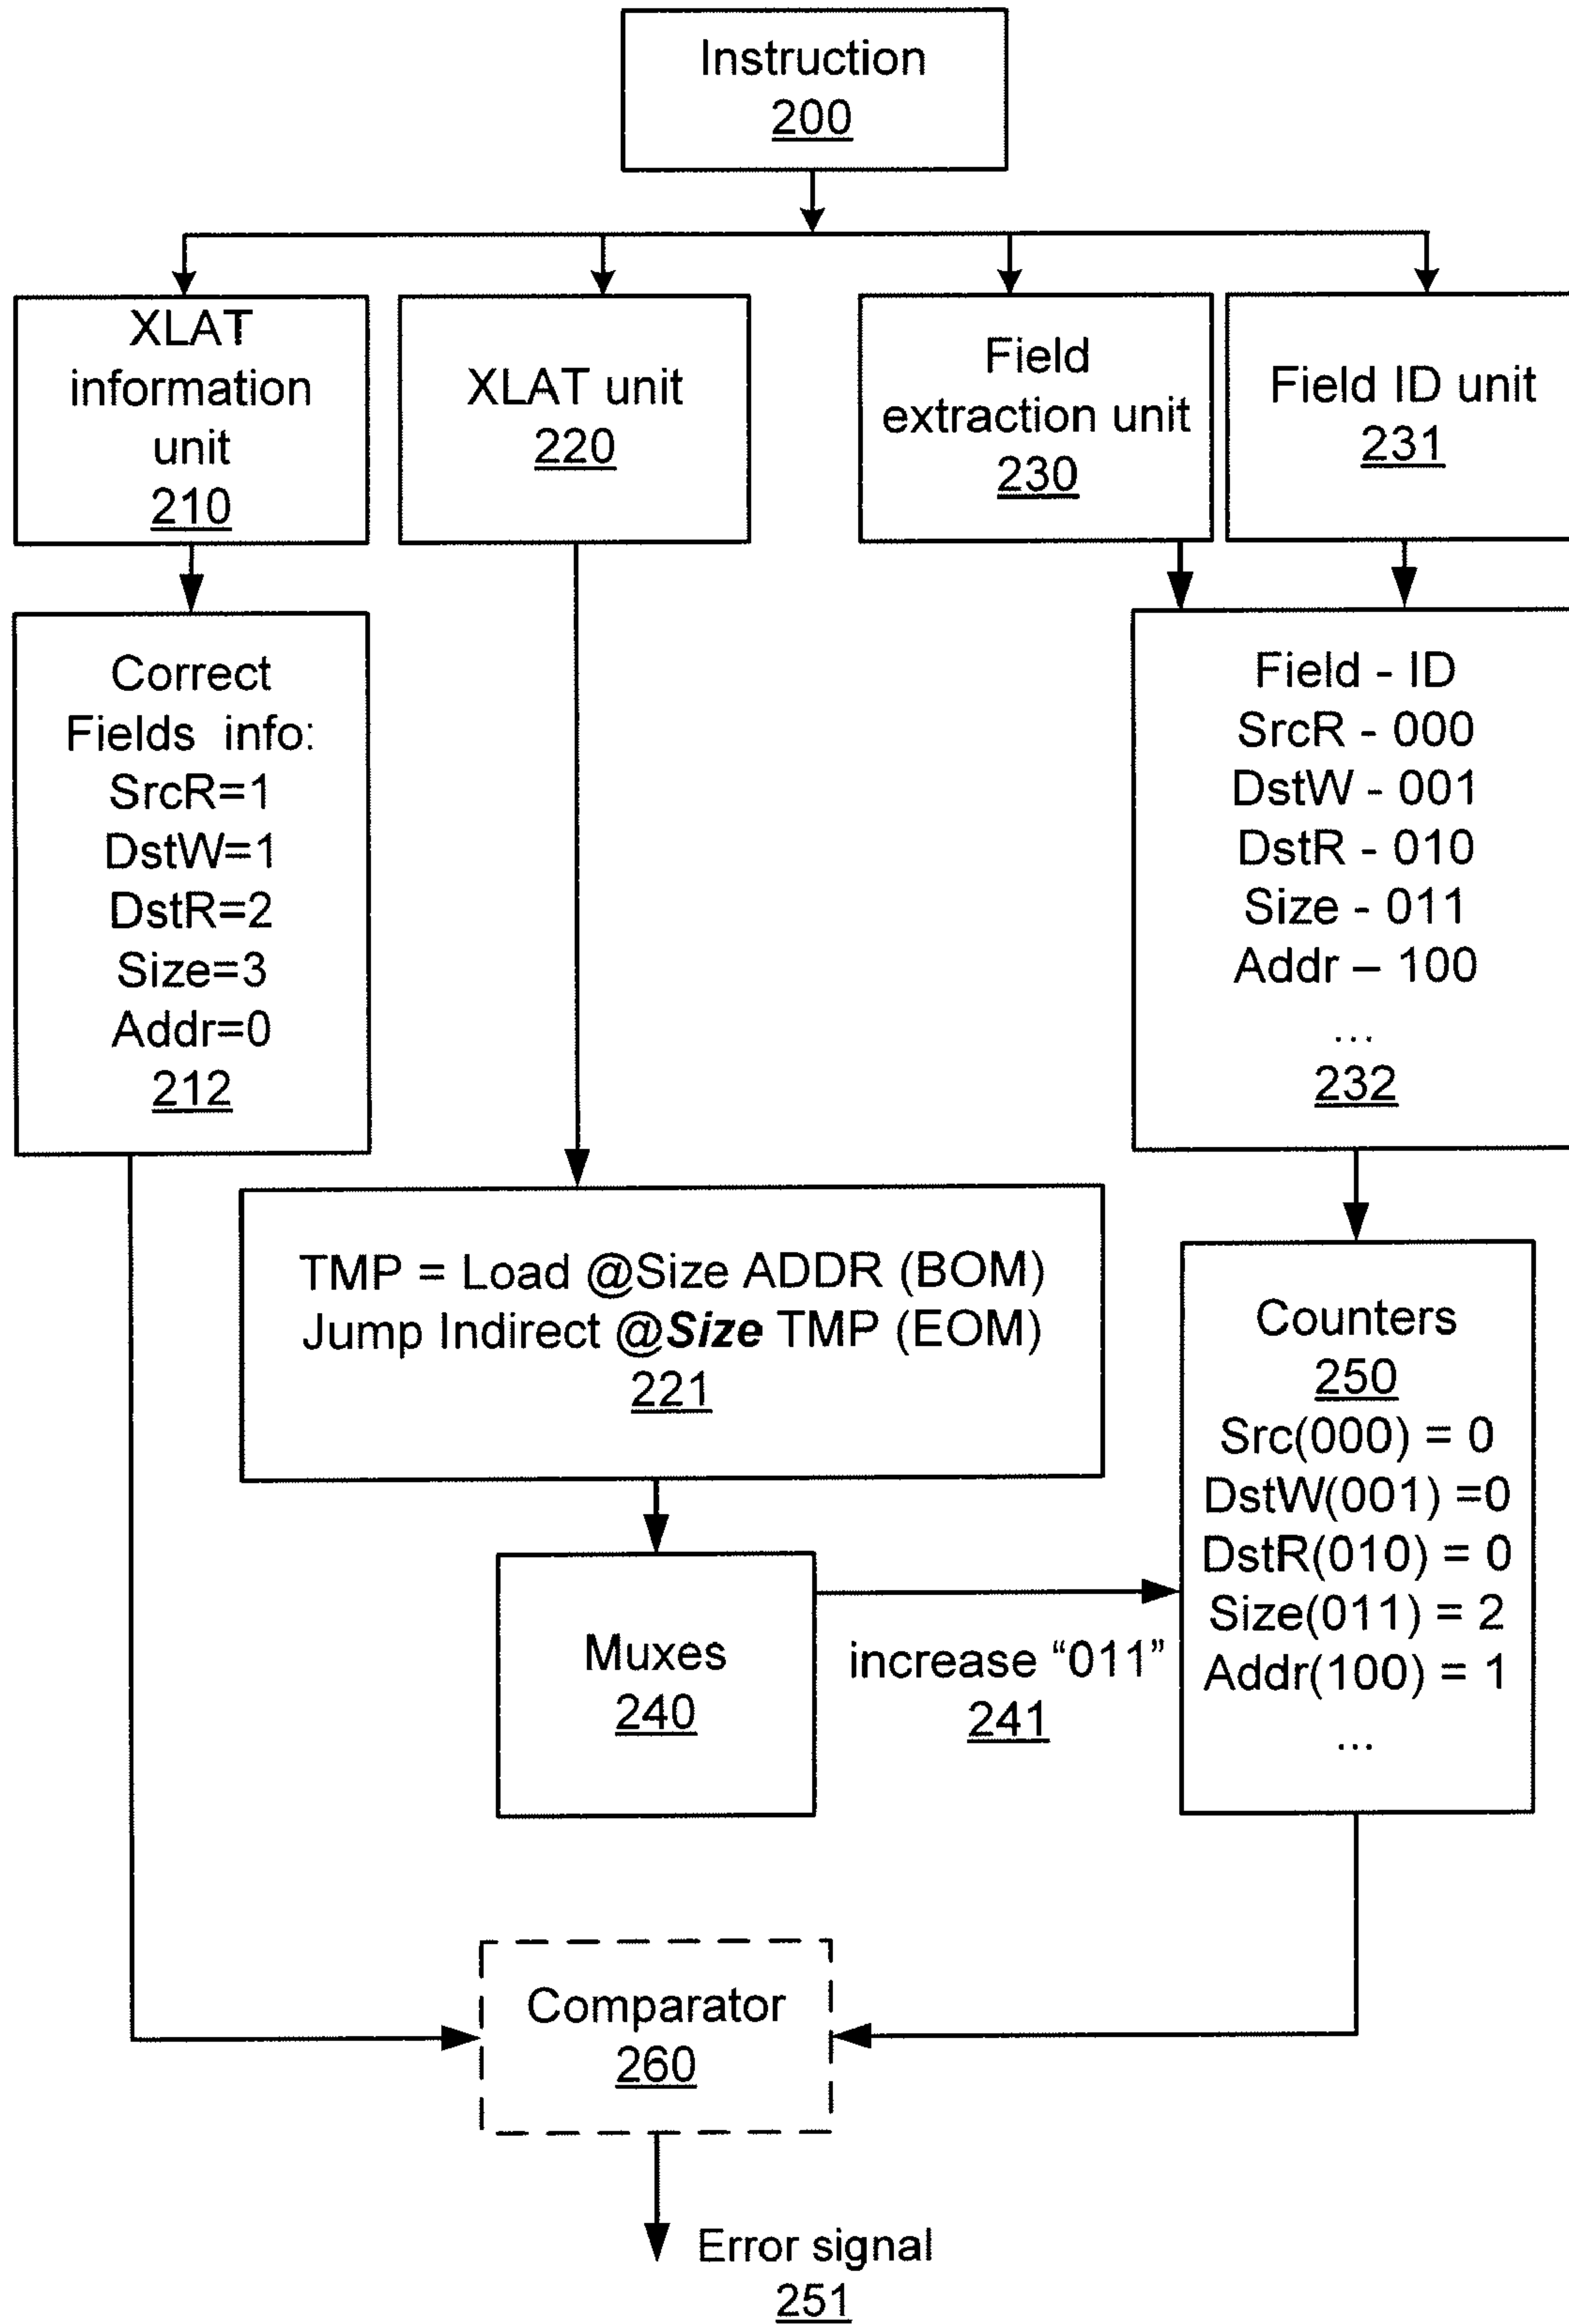 Instruction
200
XLAT
information
unit
210
XLAT unit
220
Field
extraction unit
230
Field ID unit
231
Correct
Fields info:
SrcR=1
DstW=1
DstR=2
Size=3
Addr=0
212
Field - ID
SrcR - 000
DstW - 001
DstR - 010
Size - 011
Addr – 100
...
232
TMP = Load @Size ADDR (BOM)
Jump Indirect @Size TMP (EOM)
221
Counters
250
Src(000) = 0
DstW(001) =0
DstR(010) = 0
Size(011) = 2
Addr(100) = 1
...
Muxes
240
increase “011”
241
Comparator
260
Error signal
251